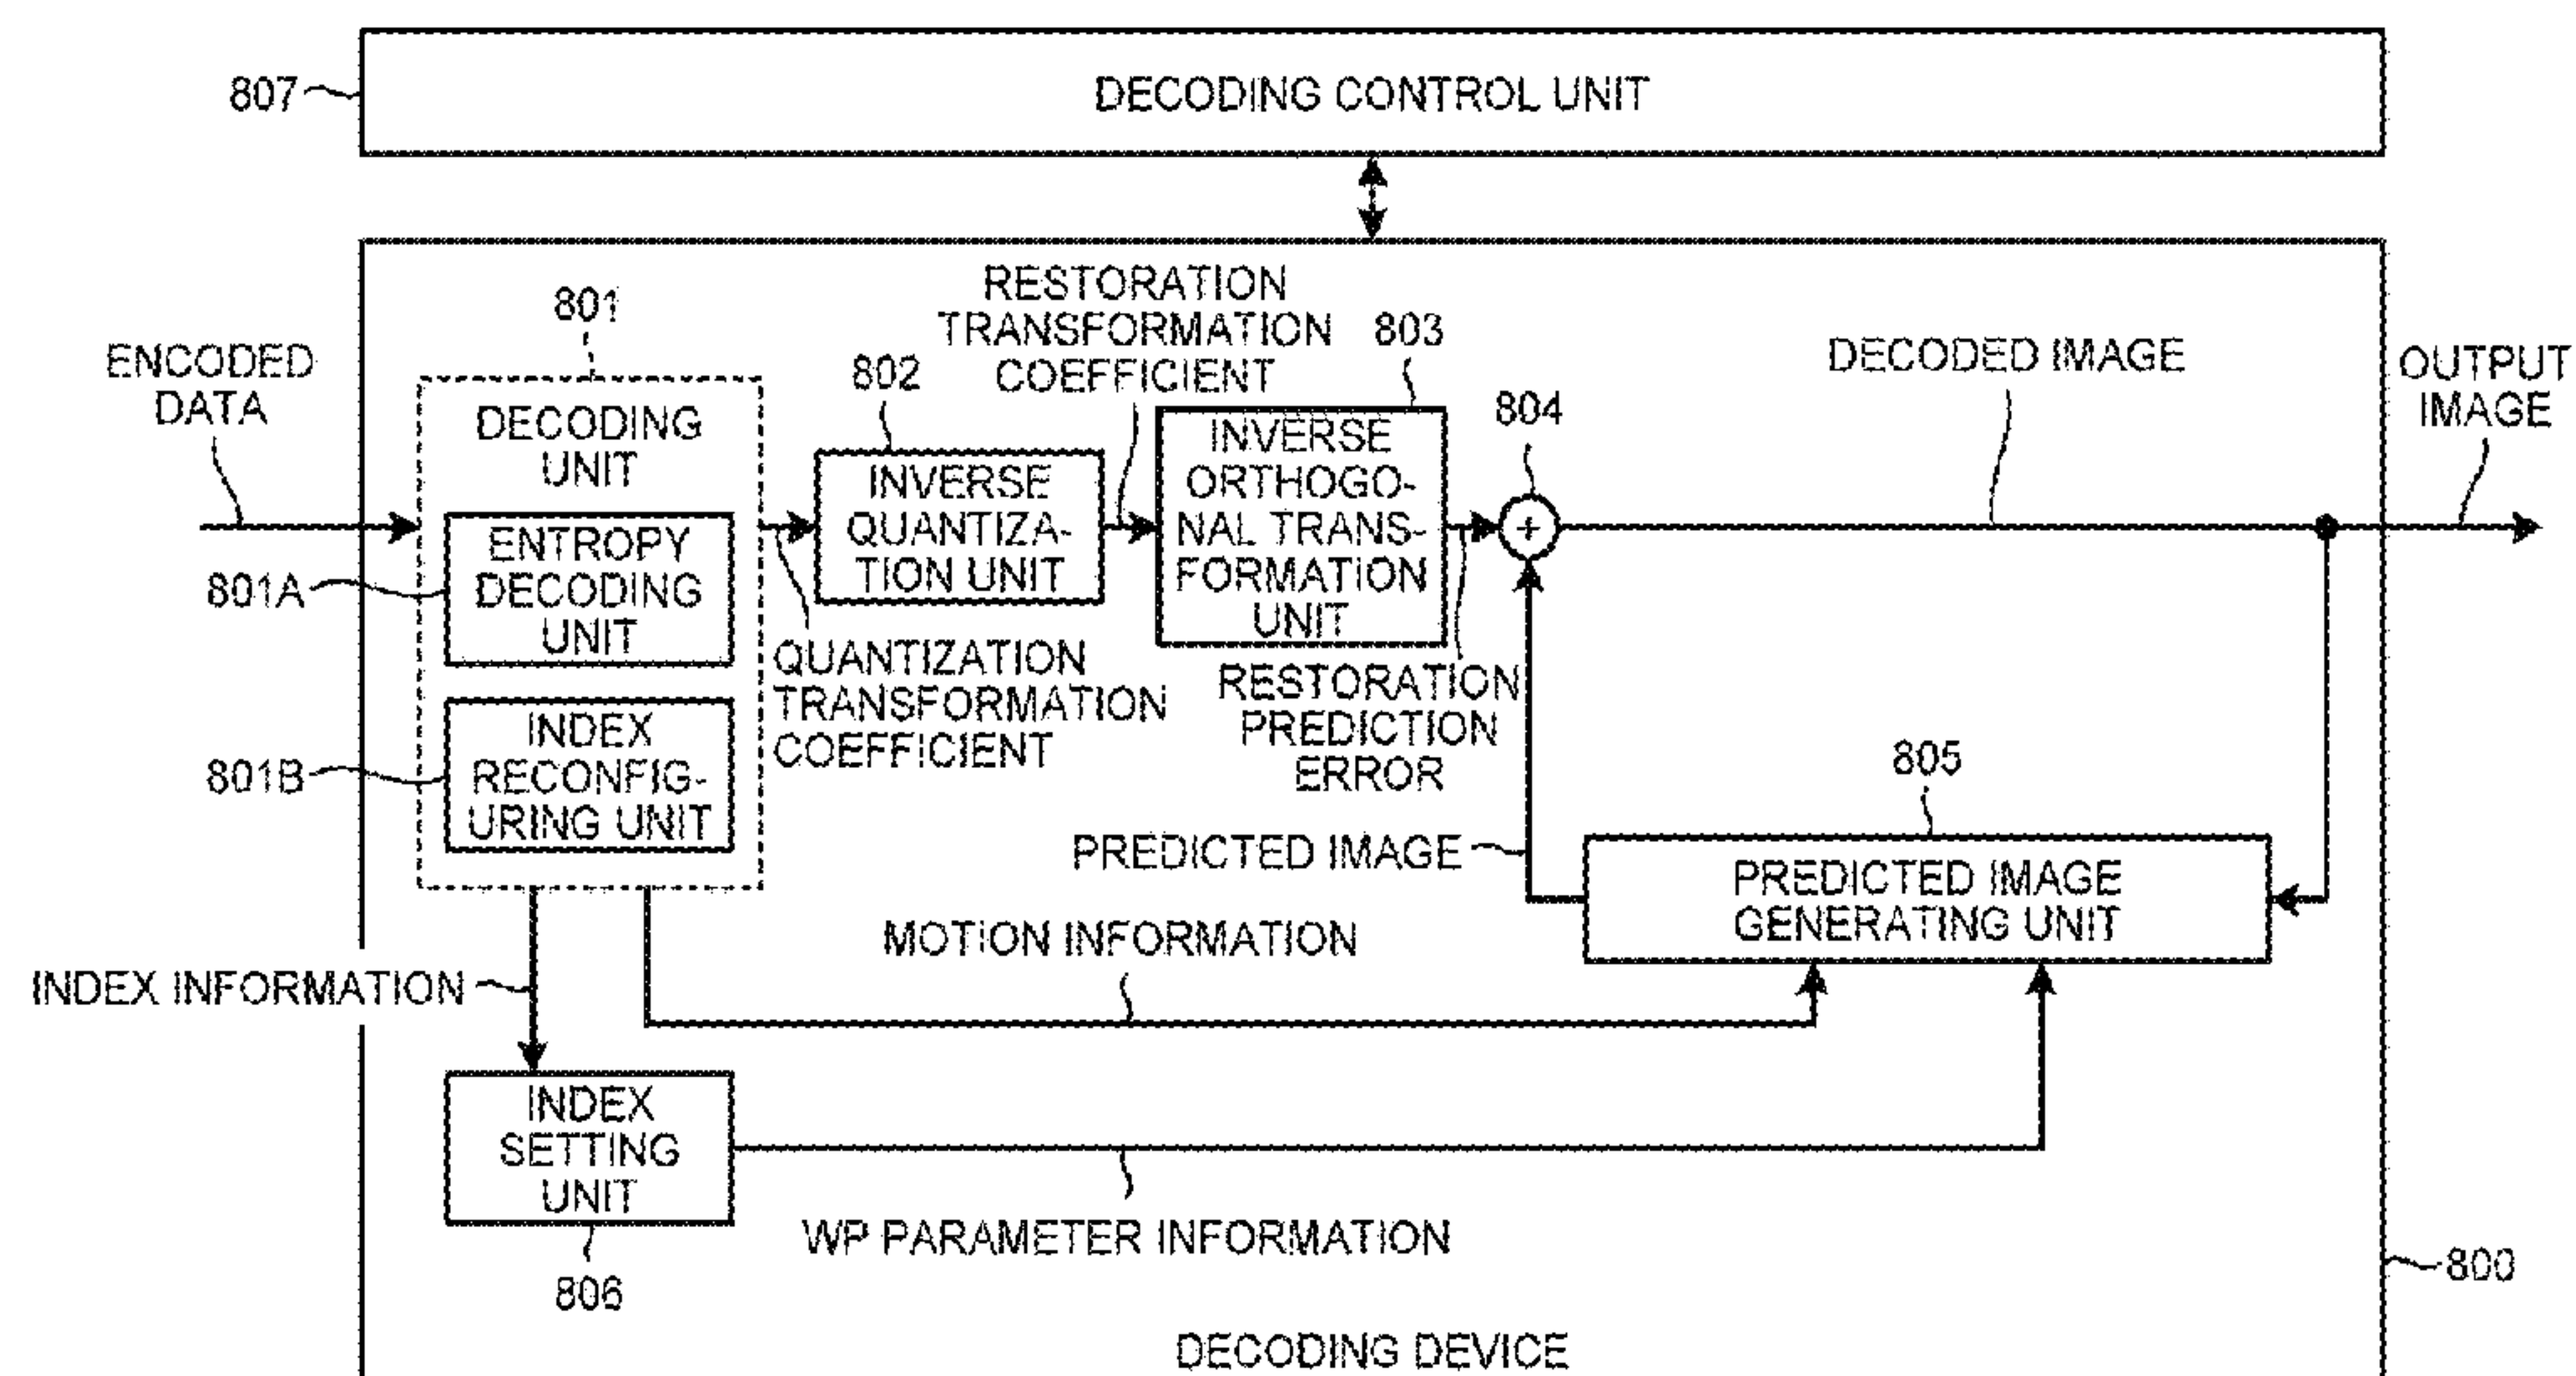 807
DECODING CONTROL UNIT
801
RESTORATION
TRANSFORMATION
COEFFICIENT
803
ENCODED
DATA
802
804
DECODED IMAGE
OUTPUT
IMAGE
DECODING
UNIT
801A
ENTROPY
DECODING
UNIT
INVERSE
QUANTIZA-
TION UNIT
INVERSE
ORTHOGO-
NAL TRANS-
FORMATION
UNIT
+
QUANTIZATION
TRANSFORMATION
COEFFICIENT
RESTORATION
PREDICTION
ERROR
801B
INDEX
RECONFIG-
URING UNIT
805
PREDICTED IMAGE
PREDICTED IMAGE
GENERATING UNIT
MOTION INFORMATION
INDEX INFORMATION
INDEX
SETTING
UNIT
806
WP PARAMETER INFORMATION
800
DECODING DEVICE